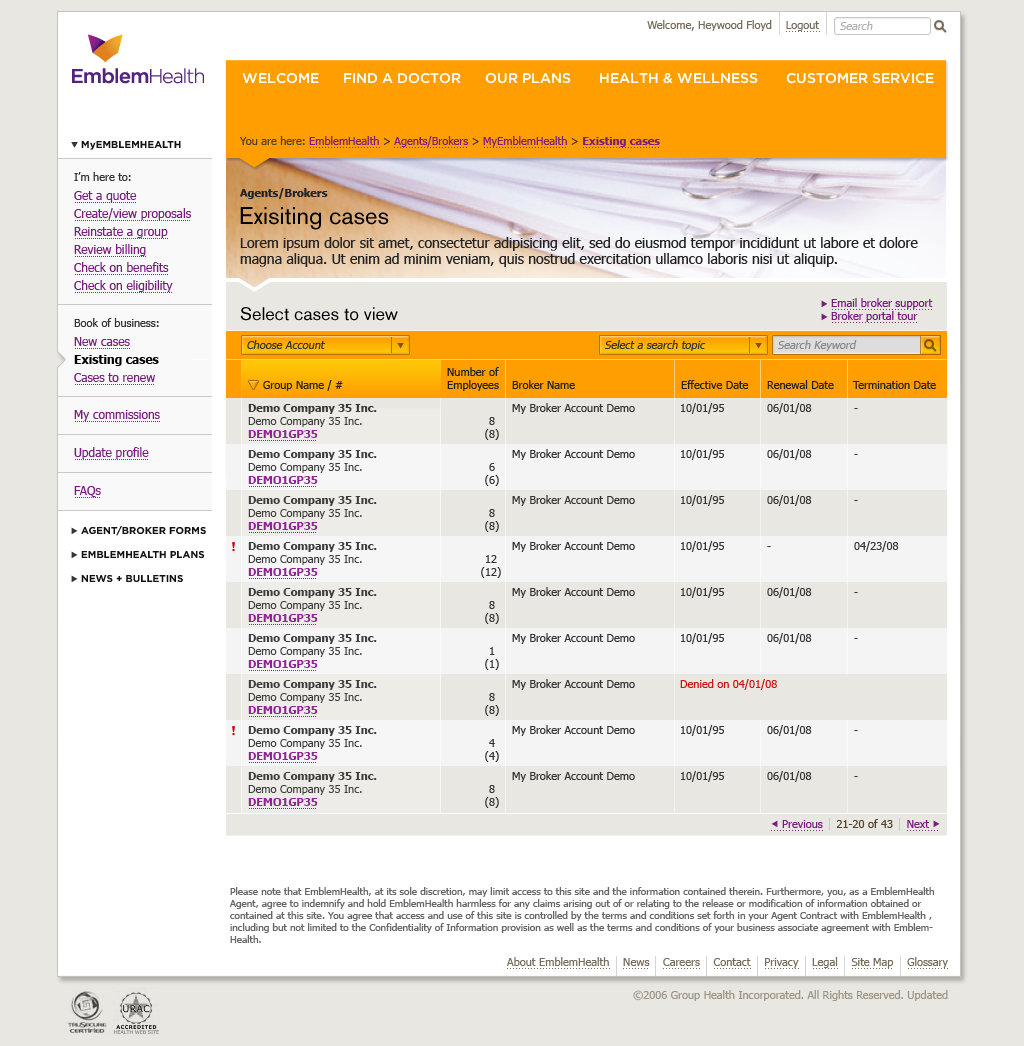 Welcome, Heywood Floyd
Logout
Search
EmblemHealth
WELCOME FIND A DOCTOR OUR PLANS HEALTH & WELLNESS CUSTOMER SERVICE
You are here: EmblemHealth > Agents/Brokers > MyEmblemHealth > Existing cases
MyEMBLEMHEALTH
I'm here to:
Get a quote
Create/view proposals
Reinstate a group
Review billing
Check on benefits
Check on eligibility
Book of business:
New cases
Existing cases
Cases to renew
My commissions
Update profile
FAQs
AGENT/BROKER FORMS
EMBLEMHEALTH PLANS
NEWS + BULLETINS
Agents/Brokers
Exisiting cases
Lorem ipsum dolor sit amet, consectetur adipisicing elit, sed do eiusmod tempor incididunt ut labore et dolore
magna aliqua. Ut enim ad minim veniam, quis nostrud exercitation ullamco laboris nisi ut aliquip.
Select cases to view
Email broker support
Broker portal tour
Choose Account
Select a search topic
Search Keyword
Group Name / #
Number of
Employees
Broker Name
Effective Date
Renewal Date
Termination Date
Demo Company 35 Inc. My Broker Account Demo 10/01/95 06/01/08 -
Demo Company 35 Inc. 8
DEMO1GP35 (8)
Demo Company 35 Inc. My Broker Account Demo 10/01/95 06/01/08 -
Demo Company 35 Inc. 6
DEMO1GP35 (6)
Demo Company 35 Inc. My Broker Account Demo 10/01/95 06/01/08 -
Demo Company 35 Inc. 8
DEMO1GP35 (8)
! Demo Company 35 Inc. My Broker Account Demo 10/01/95 - 04/23/08
Demo Company 35 Inc. 12
DEMO1GP35 (12)
Demo Company 35 Inc. My Broker Account Demo 10/01/95 06/01/08 -
Demo Company 35 Inc. 8
DEMO1GP35 (8)
Demo Company 35 Inc. My Broker Account Demo 10/01/95 06/01/08 -
Demo Company 35 Inc. 1
DEMO1GP35 (1)
Demo Company 35 Inc. My Broker Account Demo Denied on 04/01/08
Demo Company 35 Inc. 8
DEMO1GP35 (8)
! Demo Company 35 Inc. My Broker Account Demo 10/01/95 06/01/08 -
Demo Company 35 Inc. 4
DEMO1GP35 (4)
Demo Company 35 Inc. My Broker Account Demo 10/01/95 06/01/08 -
Demo Company 35 Inc. 8
DEMO1GP35 (8)
Previous 21-20 of 43 Next
Please note that EmblemHealth, at its sole discretion, may limit access to this site and the information contained therein. Furthermore, you, as a EmblemHealth
Agent, agree to indemnify and hold EmblemHealth harmless for any claims arising out of or relating to the release or modification of information obtained or
contained at this site. You agree that access and use of this site is controlled by the terms and conditions set forth in your Agent Contract with EmblemHealth ,
including but not limited to the Confidentiality of Information provision as well as the terms and conditions of your business associate agreement with Emblem-
Health.
About EmblemHealth News Careers Contact Privacy Legal Site Map Glossary
©2006 Group Health Incorporated. All Rights Reserved. Updated
TRUSECURE
CERTIFIED
URAC
ACCREDITED
HEALTH WEB SITE